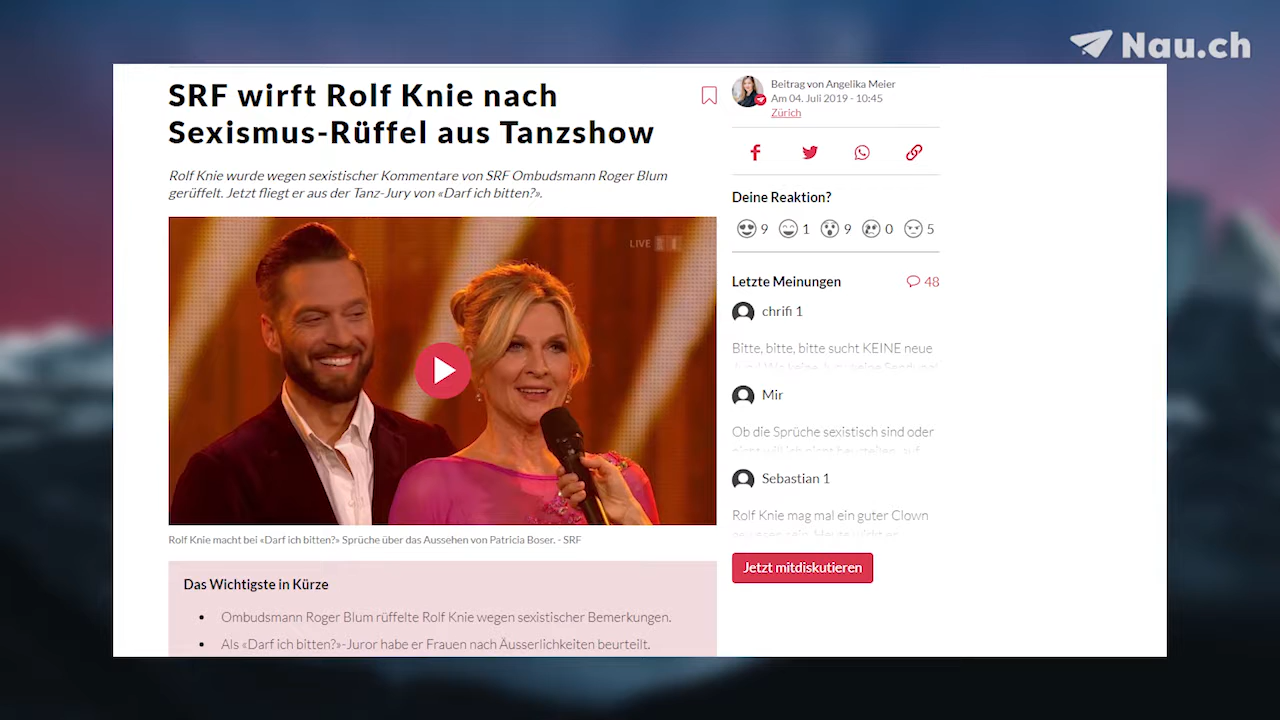 Nau.ch
SRF wirft Rolf Knie nach
Sexismus-Rüffel aus Tanzshow
Rolf Knie wurde wegen sexistischer Kommentare von SRF Ombudsmann Roger Blum
gerüffelt. Jetzt fliegt er aus der Tanz-Jury von «Darf ich bitten?».
LIVE
Rolf Knie macht bei «Darf ich bitten?» Sprüche über das Aussehen von Patricia Boser. - SRF
Das Wichtigste in Kürze
• Ombudsmann Roger Blum rüffelte Rolf Knie wegen sexistischer Bemerkungen.
• Als «Darf ich bitten?»-Juror habe er Frauen nach Äusserlichkeiten beurteilt.
Beitrag von Angelika Meier
Am 04. Juli 2019 - 10:45
Zürich
Deine Reaktion?
9 1 9 0 5
Letzte Meinungen 48
chrifi 1
Bitte, bitte, bitte sucht KEINE neue
Mir
Ob die Sprüche sexistisch sind oder
Sebastian 1
Rolf Knie mag mal ein guter Clown
Jetzt mitdiskutieren